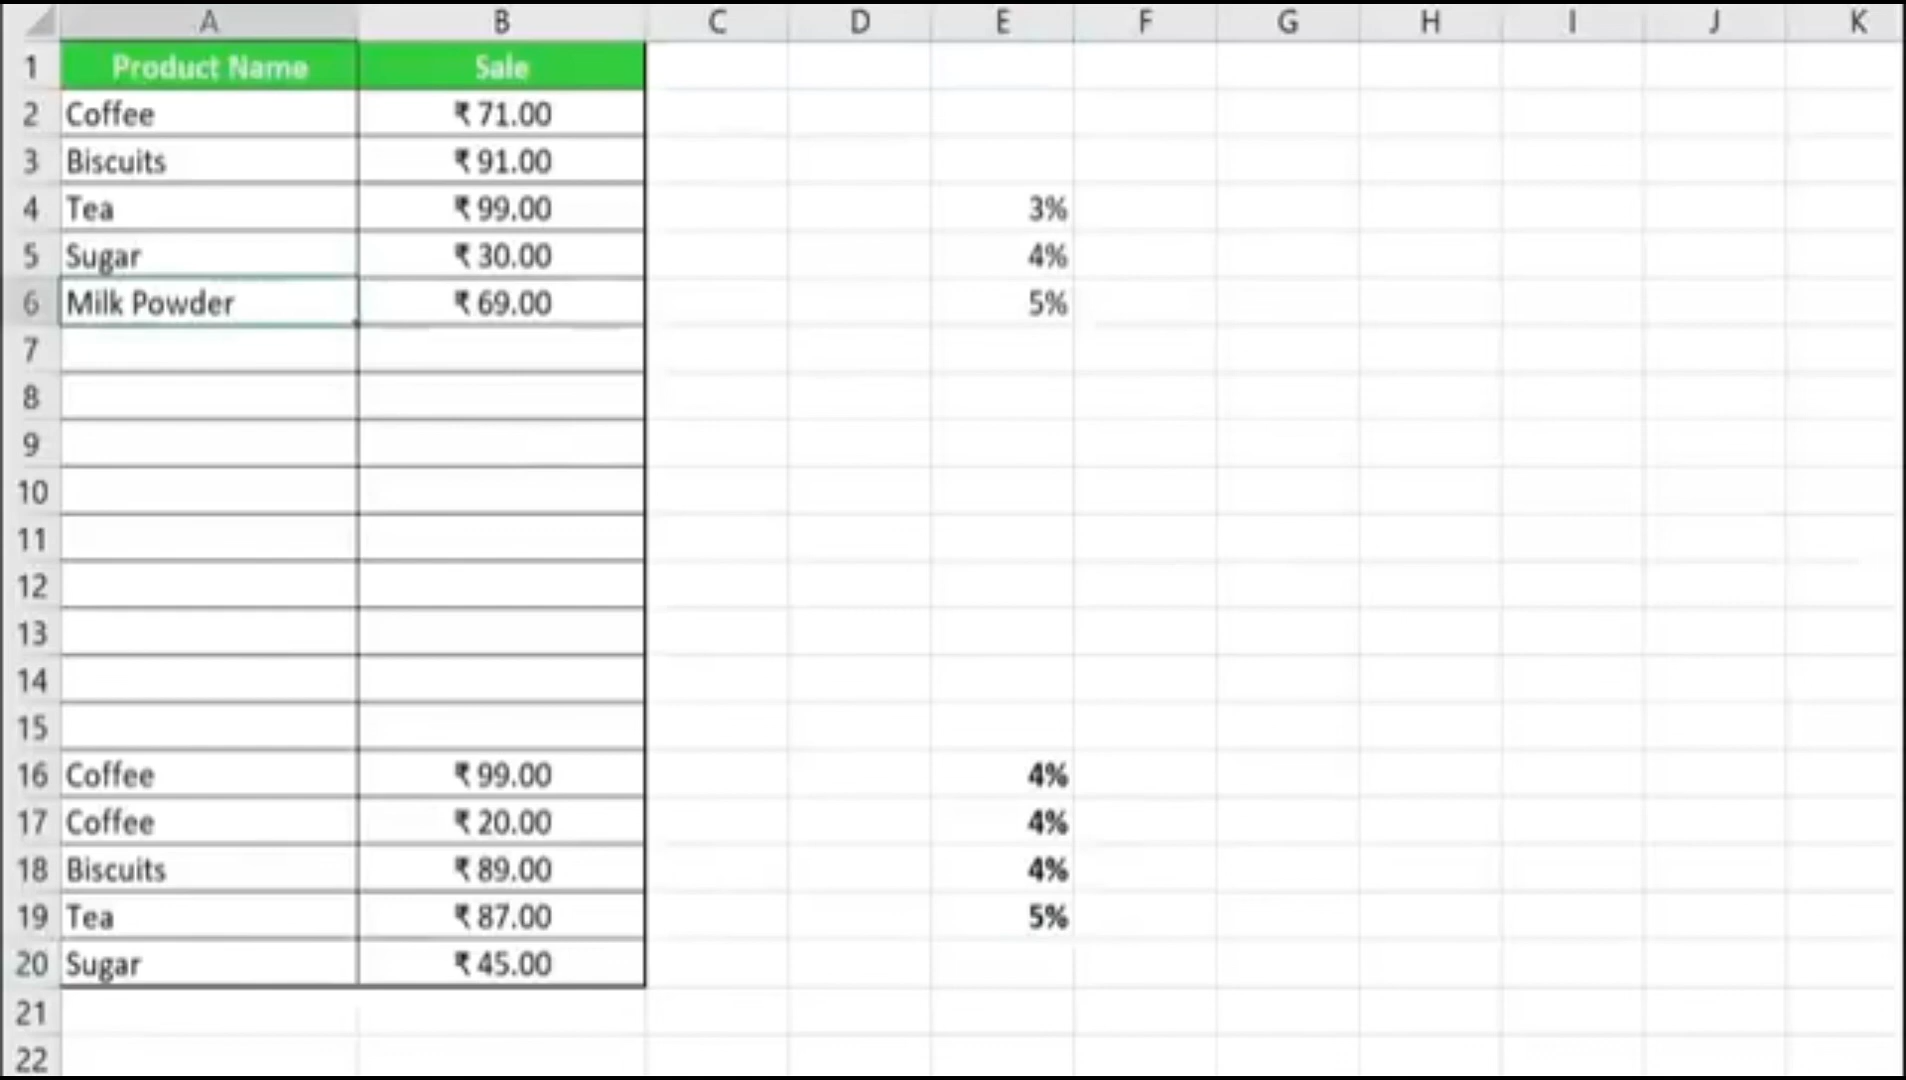 A B C D E F G H I J K
1 Product Name Sale
2 Coffee ₹ 71.00
3 Biscuits ₹ 91.00
4 Tea ₹ 99.00 3%
5 Sugar ₹ 30.00 4%
6 Milk Powder ₹ 69.00 5%
7
8
9
10
11
12
13
14
15
16 Coffee ₹ 99.00 4%
17 Coffee ₹ 20.00 4%
18 Biscuits ₹ 89.00 4%
19 Tea ₹ 87.00 5%
20 Sugar ₹ 45.00
21
22